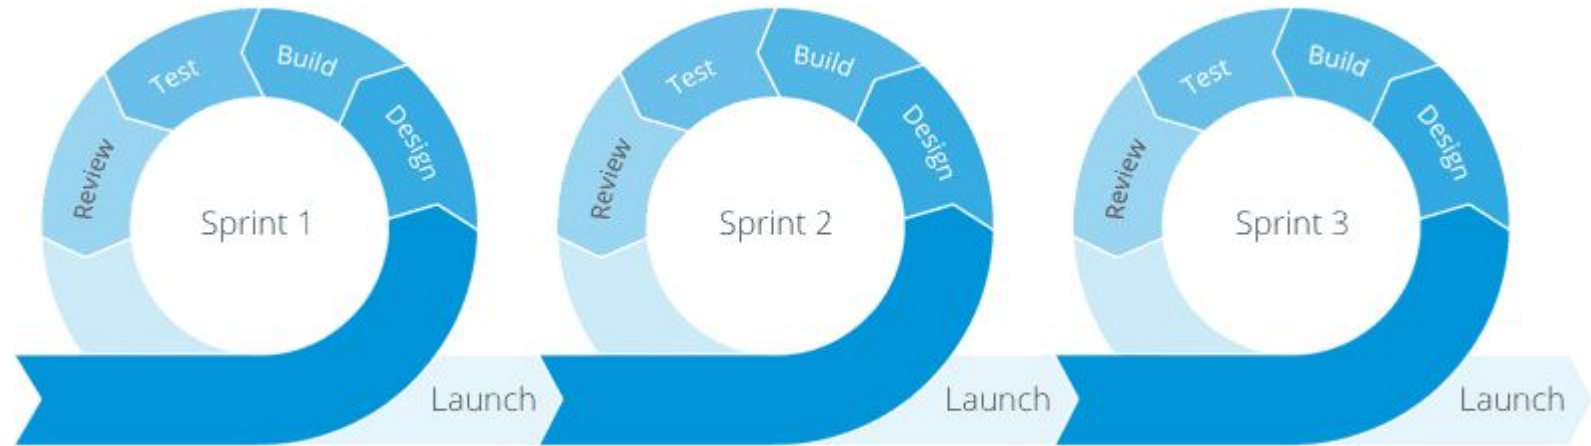 Test
Build
Design
Review
Sprint 1
Launch
Test
Build
Design
Review
Sprint 2
Launch
Test
Build
Design
Review
Sprint 3
Launch